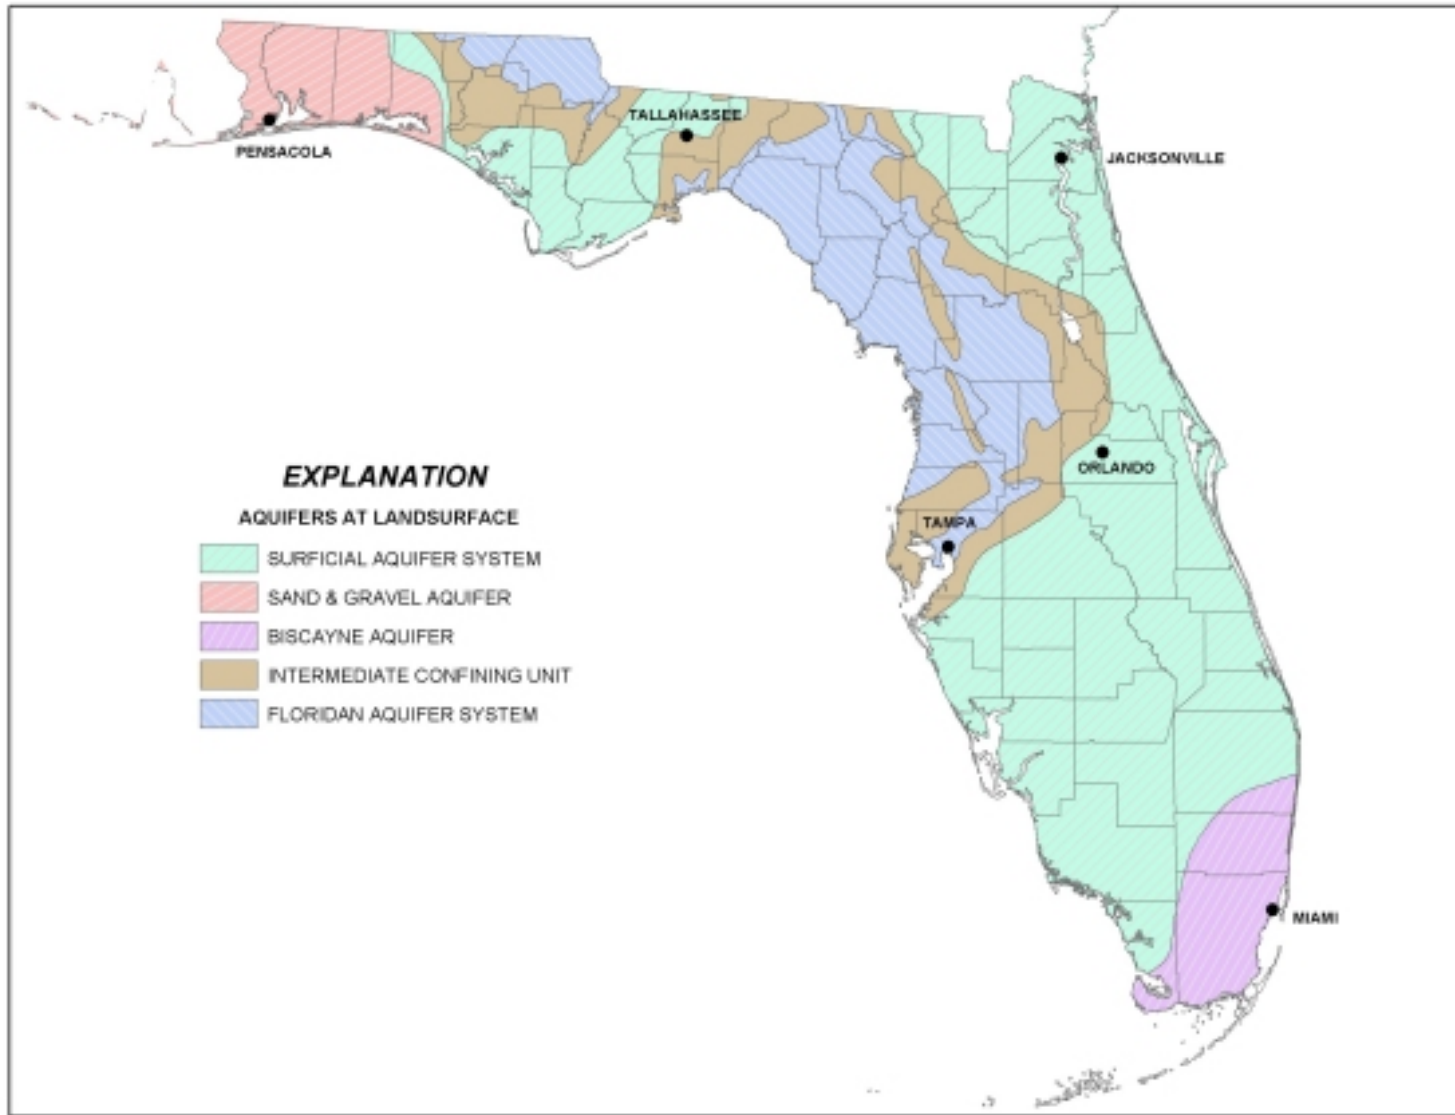 TALLAHASSEE
PENSACOLA
JACKSONVILLE
ORLANDO
TAMPA
MIAMI
EXPLANATION
AQUIFERS AT LANDSURFACE
SURFICIAL AQUIFER SYSTEM
SAND & GRAVEL AQUIFER
BISCAYNE AQUIFER
INTERMEDIATE CONFINING UNIT
FLORIDAN AQUIFER SYSTEM